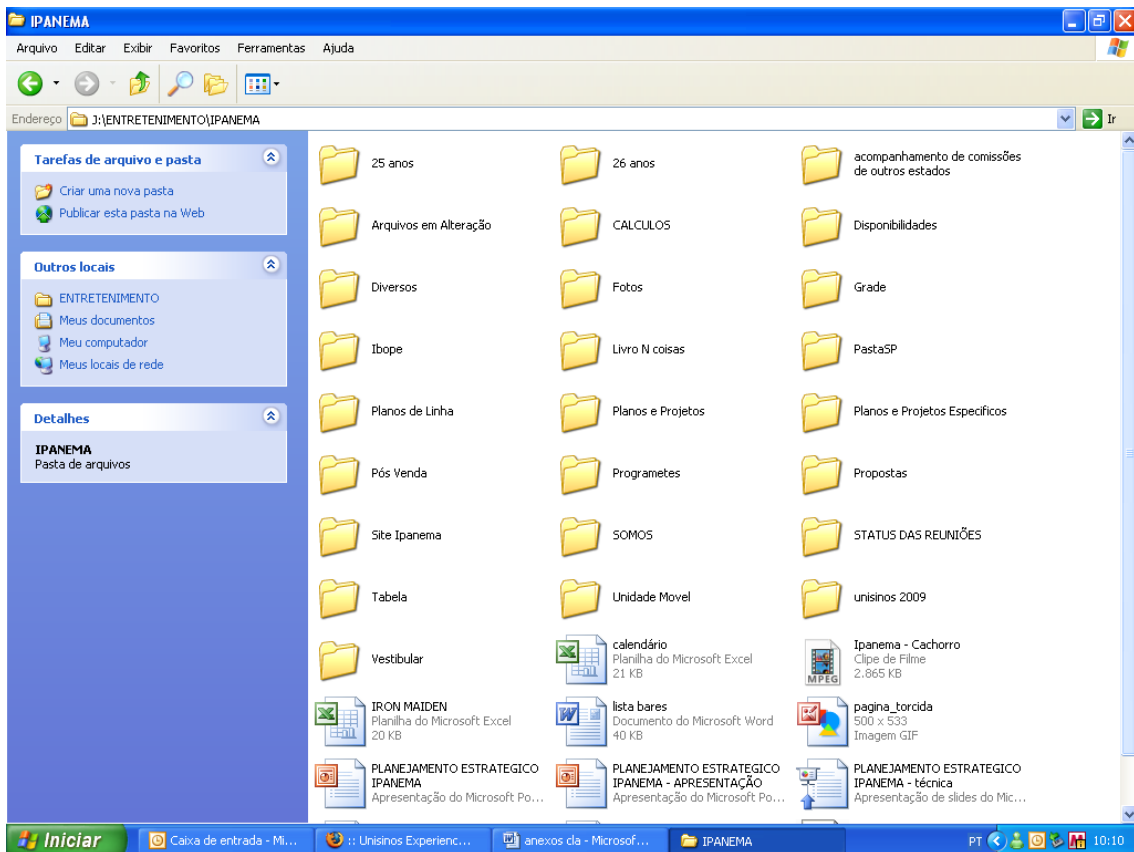 IPANEMA
Arquivo Editar Exibir Favoritos Ferramentas Ajuda
Endereço J:\ENTRETENIMENTO\IPANEMA Ir
Tarefas de arquivo e pasta
Criar uma nova pasta
Publicar esta pasta na Web
Outros locais
ENTRETENIMENTO
Meus documentos
Meu computador
Meus locais de rede
Detalhes
IPANEMA
Pasta de arquivos
25 anos
26 anos
acompanhamento de comissões
de outros estados
Arquivos em Alteração
CALCULOS
Disponibilidades
Diversos
Fotos
Grade
Ibope
Livro N coisas
PastaSP
Planos de Linha
Planos e Projetos
Planos e Projetos Especificos
Pós Venda
Programetes
Propostas
Site Ipanema
SOMOS
STATUS DAS REUNIÕES
Tabela
Unidade Movel
unisinos 2009
Vestibular
calendário
Planilha do Microsoft Excel
21 KB
Ipanema - Cachorro
Clipe de Filme
2.865 KB
MPEG
IRON MAIDEN
Planilha do Microsoft Excel
20 KB
lista bares
Documento do Microsoft Word
40 KB
pagina_torcida
500 x 533
Imagem GIF
PLANEJAMENTO ESTRATEGICO
IPANEMA
Apresentação do Microsoft Po...
PLANEJAMENTO ESTRATEGICO
IPANEMA - APRESENTAÇÃO
Apresentação do Microsoft Po...
PLANEJAMENTO ESTRATEGICO
IPANEMA - técnica
Apresentação de slides do Mic...
Iniciar
Caixa de entrada - Mi...
:: Unisinos Experienc...
anexos cla - Microsof...
IPANEMA
PT
10:10